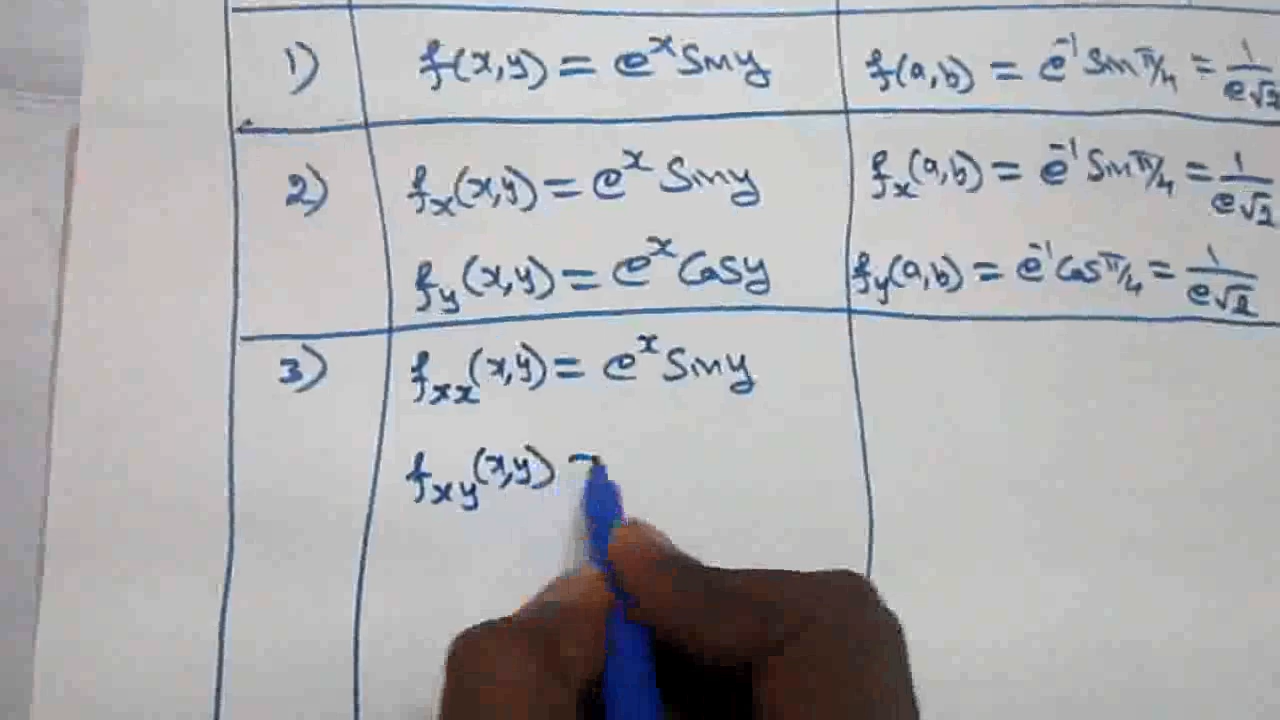 1) f(x,y) = e^x Siny f(a,b) = e^-1 Sin π/4 = 1/e√2
2) f_x(x,y) = e^x Siny f_x(a,b) = e^-1 Sin π/4 = 1/e√2
f_y(x,y) = e^x Cosy f_y(a,b) = e^-1 Cos π/4 = 1/e√2
3) f_xx(x,y) = e^x Siny
f_xy(x,y) =